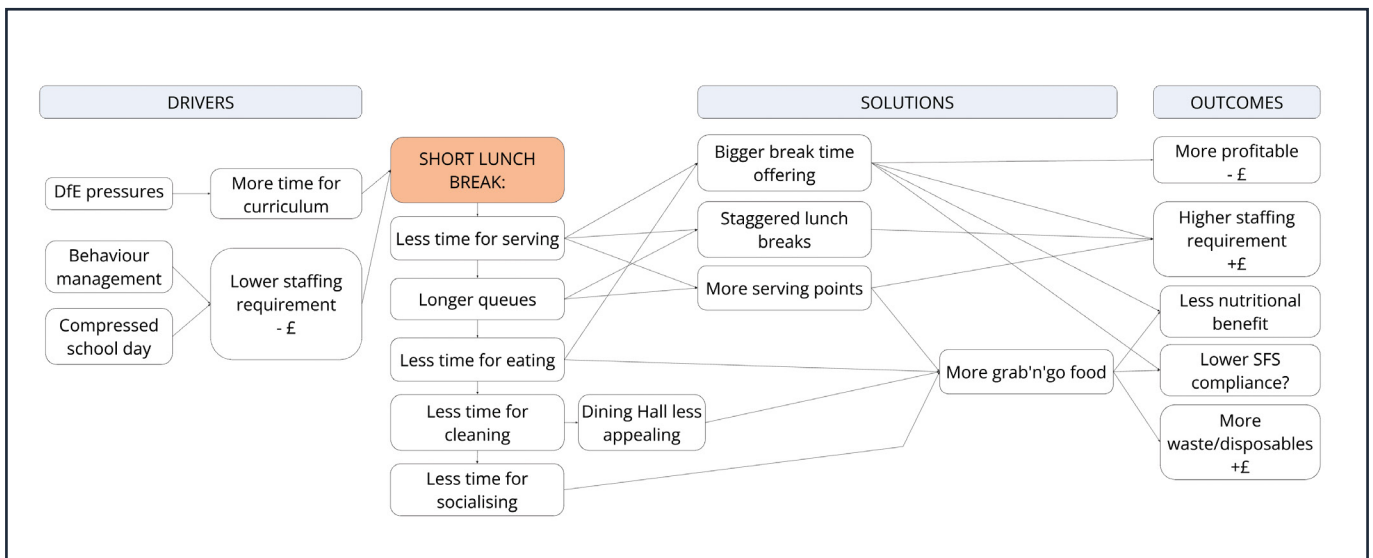 DRIVERS
DfE pressures
More time for
curriculum
Behaviour
management
Compressed
school day
Lower staffing
requirement
- £
SHORT LUNCH
BREAK:
Less time for serving
Longer queues
Less time for eating
Less time for
cleaning
Dining Hall less
appealing
Less time for
socialising
SOLUTIONS
Bigger break time
offering
Staggered lunch
breaks
More serving points
More grab'n'go food
OUTCOMES
More profitable
- £
Higher staffing
requirement
+£
Less nutritional
benefit
Lower SFS
compliance?
More
waste/disposables
+£